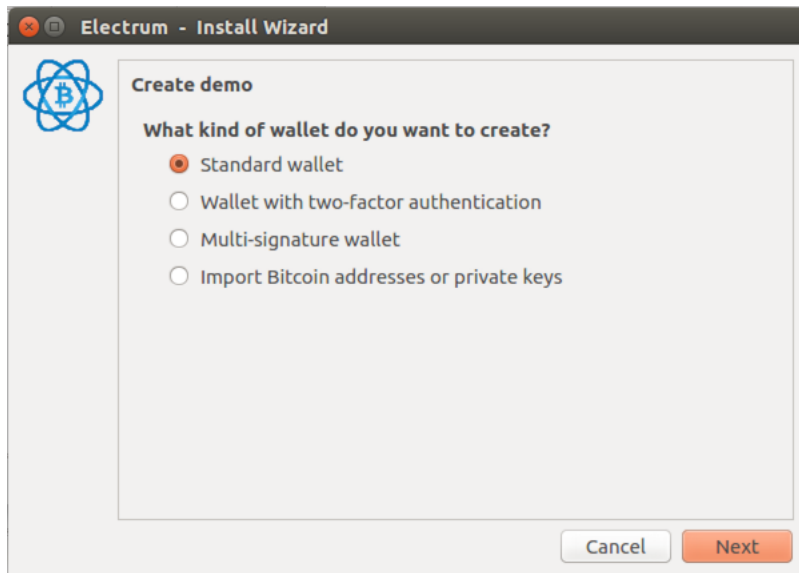 Electrum - Install Wizard
Create demo
What kind of wallet do you want to create?
Standard wallet
Wallet with two-factor authentication
Multi-signature wallet
Import Bitcoin addresses or private keys
Cancel Next